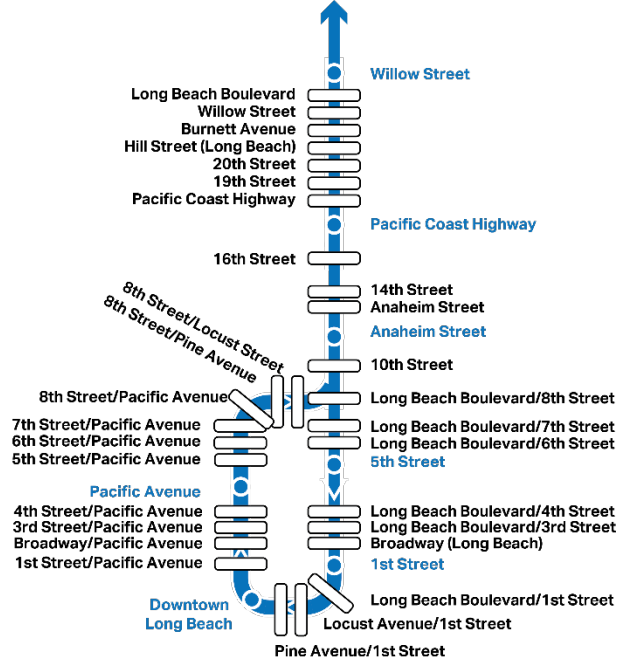 Willow Street
Long Beach Boulevard
Willow Street
Burnett Avenue
Hill Street (Long Beach)
20th Street
19th Street
Pacific Coast Highway
Pacific Coast Highway
16th Street
14th Street
Anaheim Street
Anaheim Street
8th Street/Locust Street
8th Street/Pine Avenue
10th Street
8th Street/Pacific Avenue
Long Beach Boulevard/8th Street
7th Street/Pacific Avenue
Long Beach Boulevard/7th Street
6th Street/Pacific Avenue
Long Beach Boulevard/6th Street
5th Street/Pacific Avenue
5th Street
Pacific Avenue
4th Street/Pacific Avenue
Long Beach Boulevard/4th Street
3rd Street/Pacific Avenue
Long Beach Boulevard/3rd Street
Broadway/Pacific Avenue
Broadway (Long Beach)
1st Street/Pacific Avenue
1st Street
Downtown
Long Beach
Long Beach Boulevard/1st Street
Locust Avenue/1st Street
Pine Avenue/1st Street